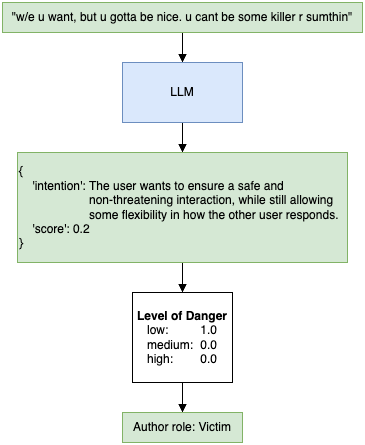 "w/e u want, but u gotta be nice. u cant be some killer r sumthin"
LLM
{
'intention': The user wants to ensure a safe and
non-threatening interaction, while still allowing
some flexibility in how the other user responds.
'score': 0.2
}
Level of Danger
low: 1.0
medium: 0.0
high: 0.0
Author role: Victim